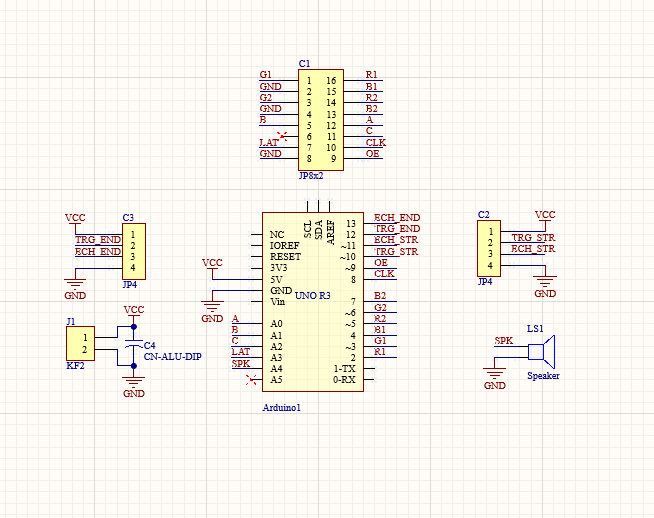 C1
G1 1 16 R1
GND 2 15 B1
G2 3 14 R2
GND 4 13 B2
B 5 12 A
6 11 C
LAT 7 10 CLK
GND 8 9 OE
JP8x2
VCC C3
TRG_END 1
ECH_END 2
3
4
GND JP4
SCL SDA AREF
NC 13 ECH_END
IOREF 12 TRG_END
RESET ~11 ECH_STR
3V3 ~10 TRG_STR
VCC 5V ~9 OE
GND 8 CLK
GND Vin UNO R3
7 B2
~6 G2
A A0 ~5 R2
B A1 4 B1
C A2 ~3 G1
LAT A3 2 R1
SPK A4 1-TX
A5 0-RX
Arduino1
C2 VCC
1
2 TRG_STR
3 ECH_STR
4
JP4 GND
J1 VCC
1
2
KF2
C4
CN-ALU-DIP
GND
LS1
SPK
GND
Speaker